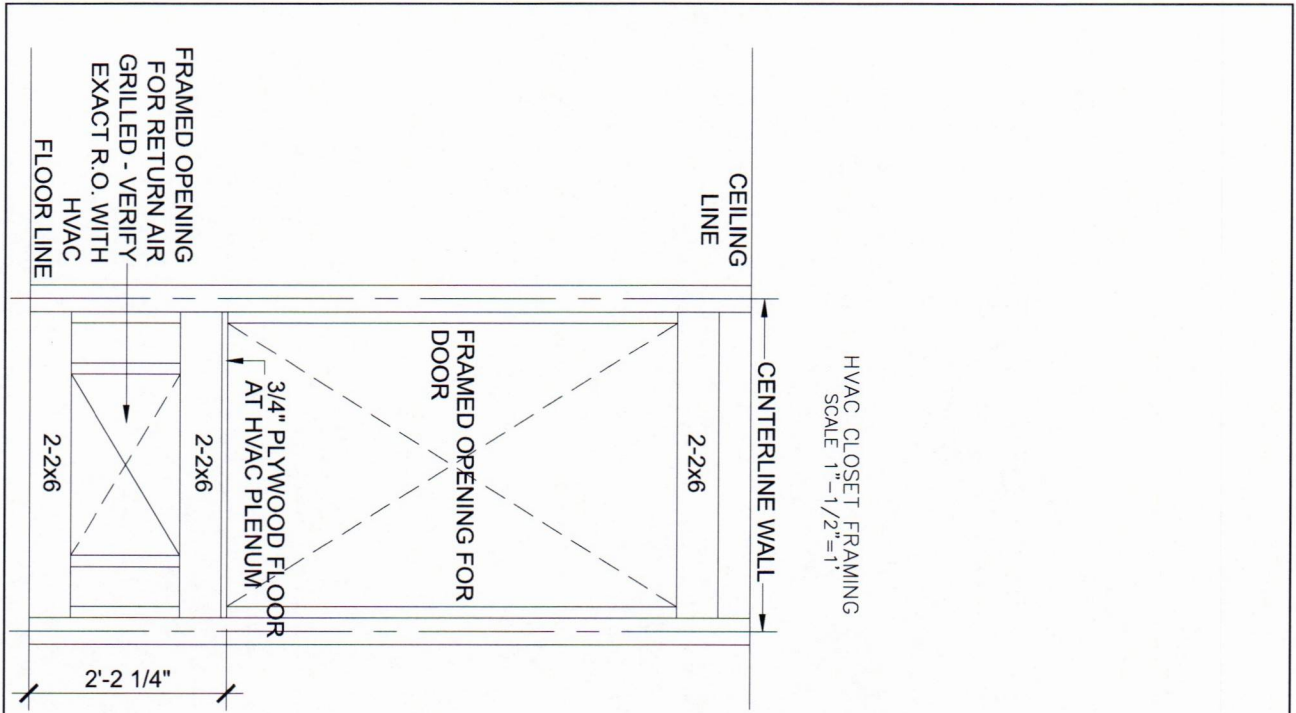 HVAC CLOSET FRAMING
SCALE 1"-1/2"=1'
CENTERLINE WALL
CEILING
LINE
2-2x6
FRAMED OPENING FOR
DOOR
3/4" PLYWOOD FLOOR
AT HVAC PLENUM
2-2x6
FRAMED OPENING
FOR RETURN AIR
GRILLED - VERIFY
EXACT R.O. WITH
HVAC
FLOOR LINE
2-2x6
2'-2 1/4"